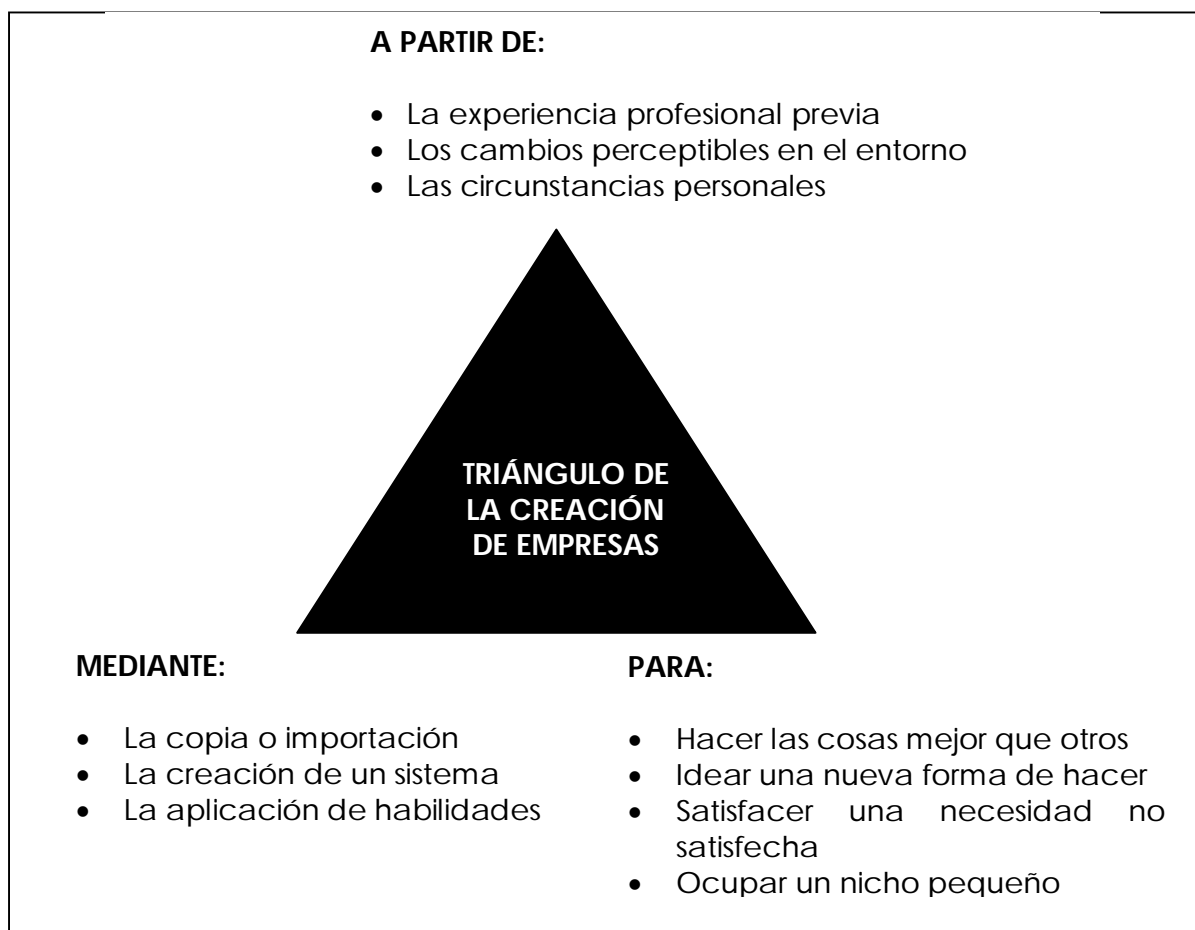 A PARTIR DE:
• La experiencia profesional previa
• Los cambios perceptibles en el entorno
• Las circunstancias personales
TRIÁNGULO DE
LA CREACIÓN
DE EMPRESAS
MEDIANTE:
• La copia o importación
• La creación de un sistema
• La aplicación de habilidades
PARA:
• Hacer las cosas mejor que otros
• Idear una nueva forma de hacer
• Satisfacer una necesidad no
satisfecha
• Ocupar un nicho pequeño